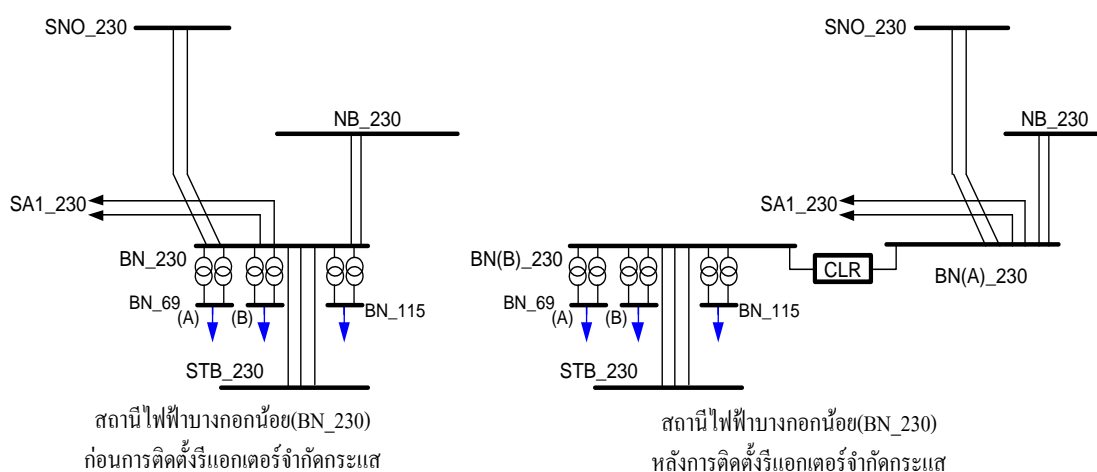 SNO_230
NB_230
SA1_230
BN_230
BN_69
(A)
(B)
BN_115
STB_230
สถานีไฟฟ้าบางกอกน้อย(BN_230)
ก่อนการติดตั้งรีแอกเตอร์จำกัดกระแส
SNO_230
NB_230
SA1_230
BN(B)_230
CLR
BN(A)_230
BN_69
(A)
(B)
BN_115
STB_230
สถานีไฟฟ้าบางกอกน้อย(BN_230)
หลังการติดตั้งรีแอกเตอร์จำกัดกระแส